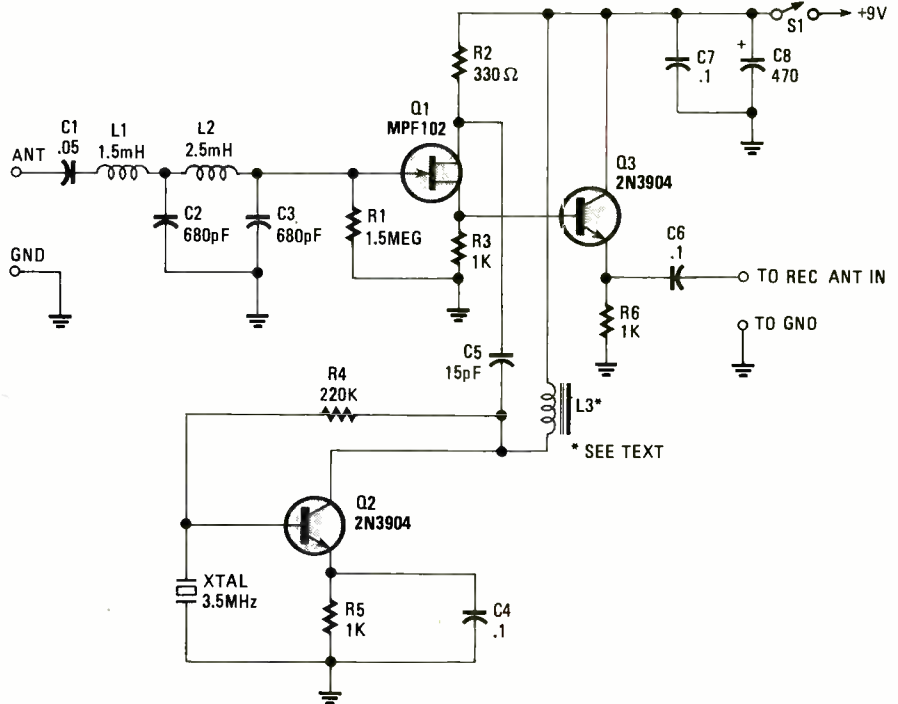 +9V
S1
R2
330Ω
C7
.1
+
C8
470
Q1
MPF102
C1
.05
L1
1.5mH
L2
2.5mH
ANT
Q3
2N3904
C2
680pF
C3
680pF
R1
1.5MEG
R3
1K
C6
.1
GND
TO REC ANT IN
R6
1K
TO GND
C5
15pF
R4
220K
L3*
* SEE TEXT
Q2
2N3904
XTAL
3.5MHz
R5
1K
C4
.1